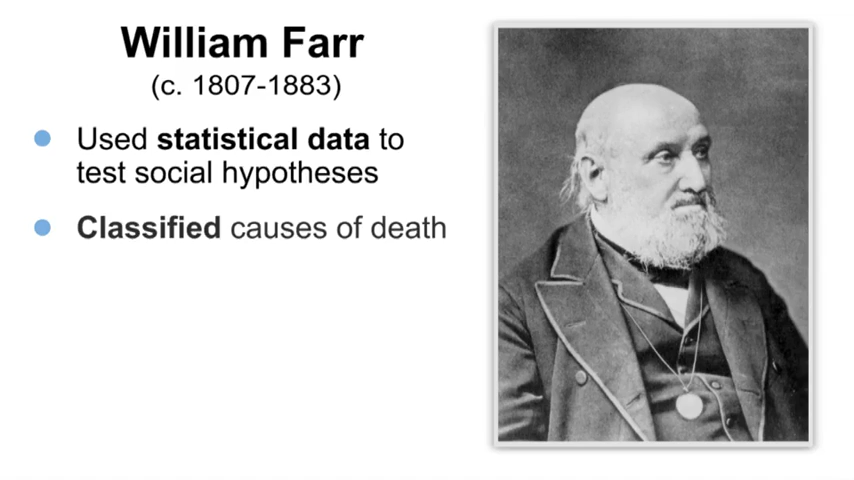 William Farr
(c. 1807-1883)
Used statistical data to
test social hypotheses
Classified causes of death